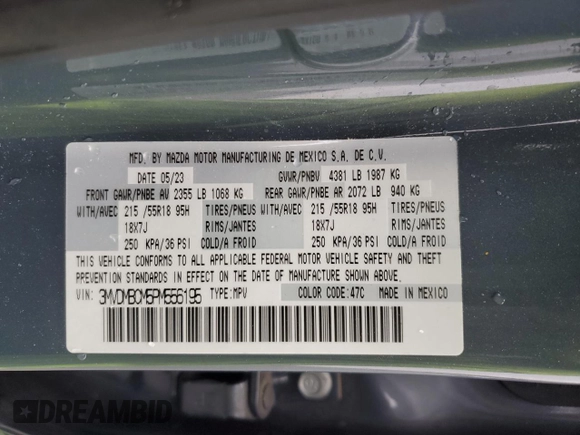 MFD. BY MAZDA MOTOR MANUFACTURING DE MEXICO S.A. DE C.V.
DATE 05/23 GVWR/PNBV 4381 LB 1987 KG
FRONT GAWR/PNBE AV 2355 LB 1068 KG REAR GAWR/PNBE AR 2072 LB 940 KG
WITH/AVEC 215 /55R18 95H TIRES/PNEUS WITH/AVEC 215 /55R18 95H TIRES/PNEUS
18X7J RIMS/JANTES 18X7J RIMS/JANTES
250 KPA/36 PSI COLD/A FROID 250 KPA/36 PSI COLD/A FROID
THIS VEHICLE CONFORMS TO ALL APPLICABLE FEDERAL MOTOR VEHICLE SAFETY AND THEFT
PREVENTION STANDARDS IN EFFECT ON THE DATE OF MANUFACTURE SHOWN ABOVE.
VIN: 3MVDMBCM5PM556195 TYPE: MPV COLOR CODE: 47C MADE IN MEXICO
DREAMBID